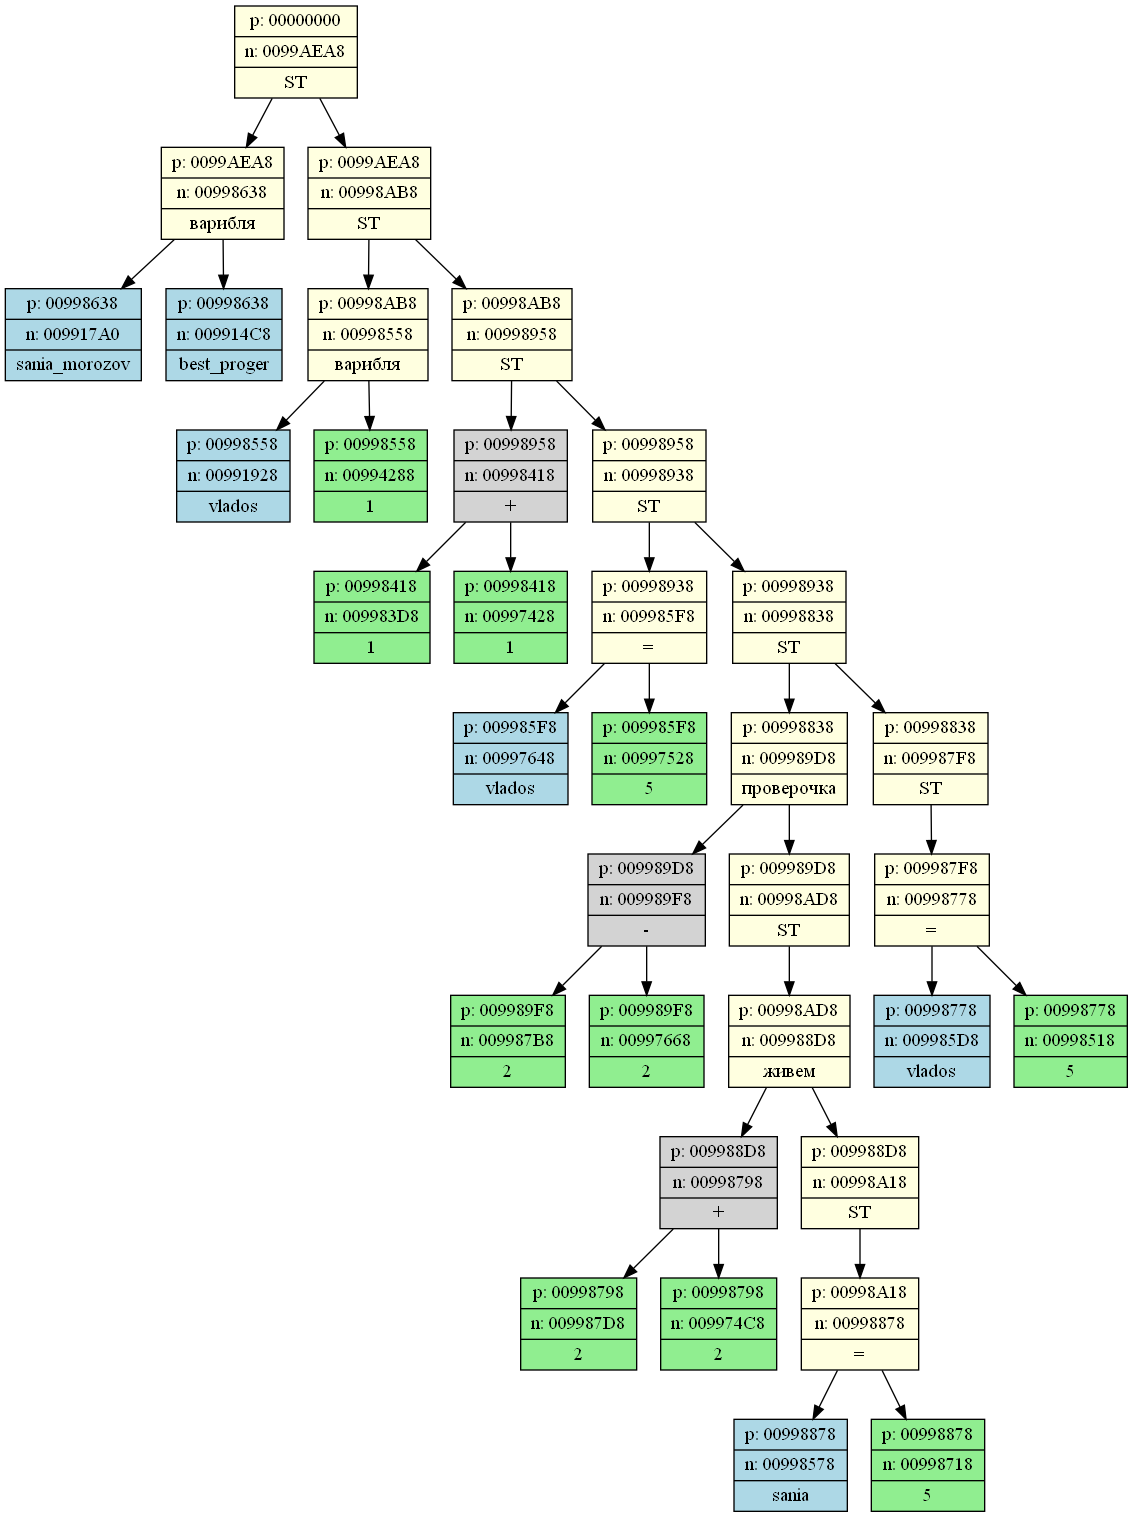 p: 00000000
n: 0099AEA8
ST
p: 0099AEA8
n: 00998638
варибля
p: 0099AEA8
n: 00998AB8
ST
p: 00998638
n: 009917A0
sania_morozov
p: 00998638
n: 009914C8
best_proger
p: 00998AB8
n: 00998558
варибля
p: 00998AB8
n: 00998958
ST
p: 00998558
n: 00991928
vlados
p: 00998558
n: 00994288
1
p: 00998958
n: 00998418
+
p: 00998958
n: 00998938
ST
p: 00998418
n: 009983D8
1
p: 00998418
n: 00997428
1
p: 00998938
n: 009985F8
=
p: 00998938
n: 00998838
ST
p: 009985F8
n: 00997648
vlados
p: 009985F8
n: 00997528
5
p: 00998838
n: 009989D8
проверочка
p: 00998838
n: 009987F8
ST
p: 009989D8
n: 009989F8
-
p: 009989D8
n: 00998AD8
ST
p: 009987F8
n: 00998778
=
p: 009989F8
n: 009987B8
2
p: 009989F8
n: 00997668
2
p: 00998AD8
n: 009988D8
живем
p: 00998778
n: 009985D8
vlados
p: 00998778
n: 00998518
5
p: 009988D8
n: 00998798
+
p: 009988D8
n: 00998A18
ST
p: 00998798
n: 009987D8
2
p: 00998798
n: 009974C8
2
p: 00998A18
n: 00998878
=
p: 00998878
n: 00998578
sania
p: 00998878
n: 00998718
5